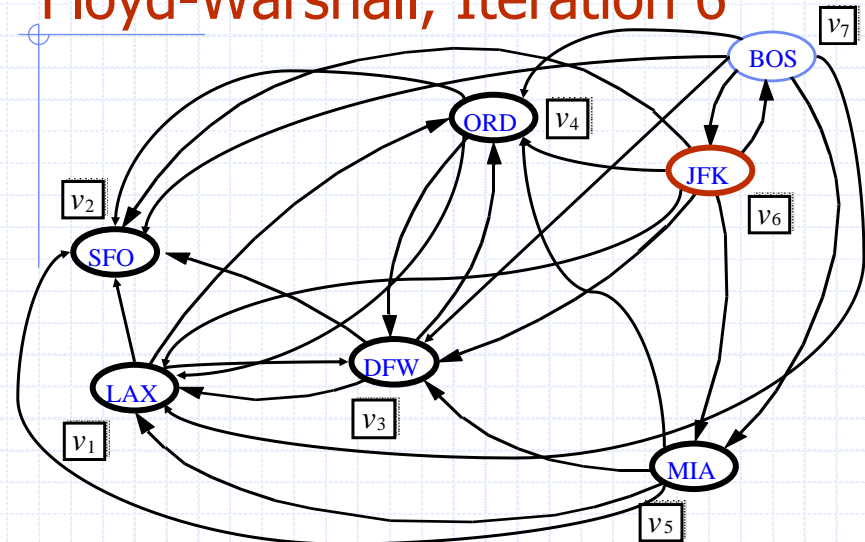 Floyd-Warshall, Iteration 6
v7
BOS
ORD
v4
JFK
v2
v6
SFO
DFW
LAX
v3
v1
MIA
v5